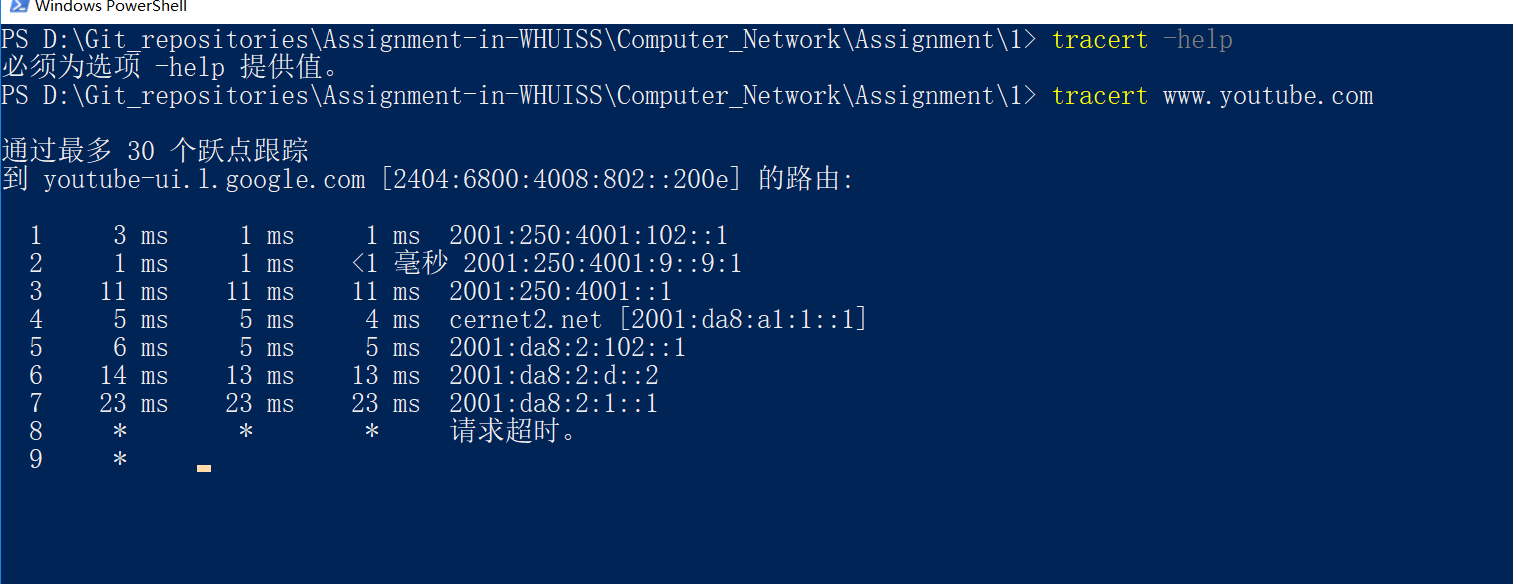 Windows PowerShell
PS D:\Git_repositories\Assignment-in-WHUISS\Computer_Network\Assignment\1> tracert -help
必须为选项 -help 提供值。
PS D:\Git_repositories\Assignment-in-WHUISS\Computer_Network\Assignment\1> tracert www.youtube.com
通过最多 30 个跃点跟踪
到 youtube-ui.l.google.com [2404:6800:4008:802::200e] 的路由:
1 3 ms 1 ms 1 ms 2001:250:4001:102::1
2 1 ms 1 ms <1 毫秒 2001:250:4001:9::9:1
3 11 ms 11 ms 11 ms 2001:250:4001::1
4 5 ms 5 ms 4 ms cernet2.net [2001:da8:a1:1::1]
5 6 ms 5 ms 5 ms 2001:da8:2:102::1
6 14 ms 13 ms 13 ms 2001:da8:2:d::2
7 23 ms 23 ms 23 ms 2001:da8:2:1::1
8 * * * 请求超时。
9 *